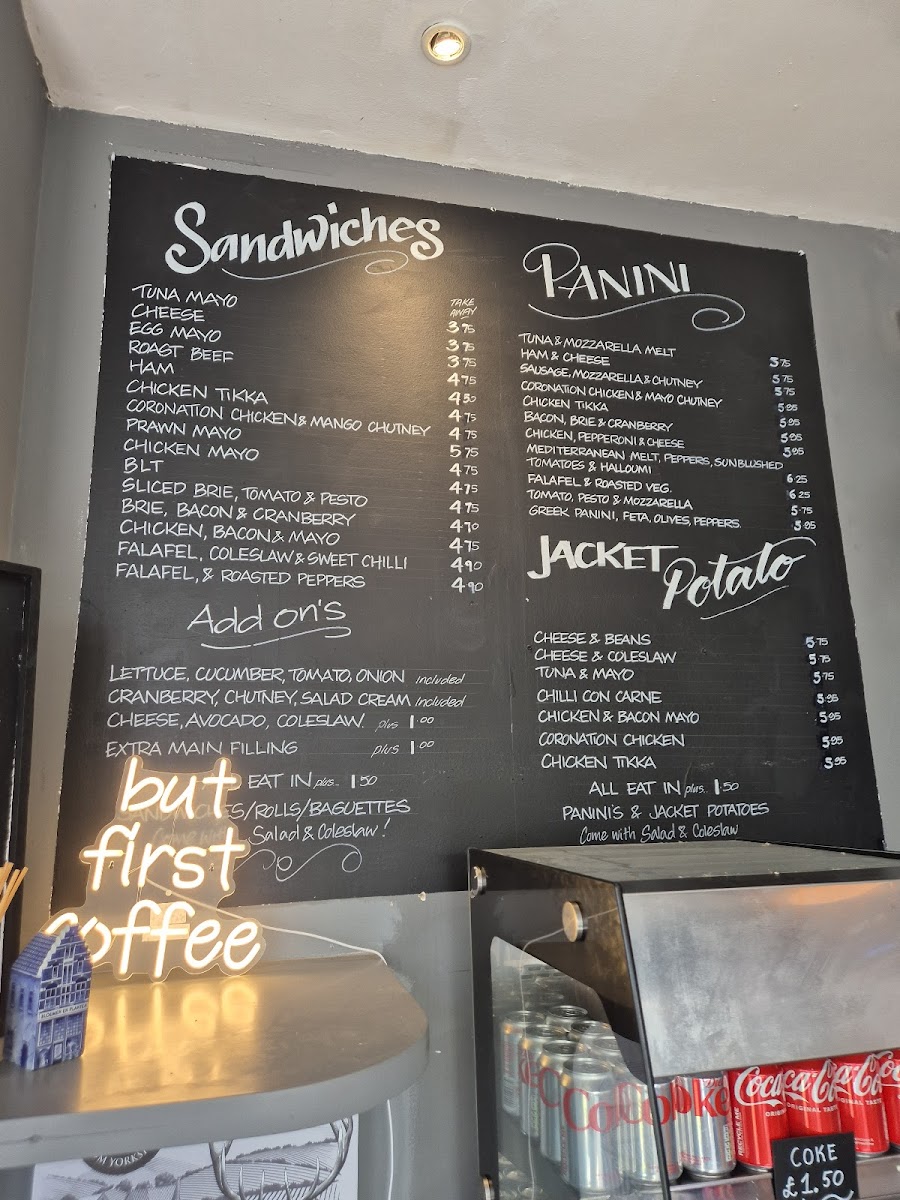 Sandwiches
TAKE AWAY
TUNA MAYO 3.75
CHEESE 3.75
EGG MAYO 3.75
ROAST BEEF 4.75
HAM 4.50
CHICKEN TIKKA 4.75
CORONATION CHICKEN & MANGO CHUTNEY 4.75
PRAWN MAYO 5.75
CHICKEN MAYO 4.75
BLT 4.75
SLICED BRIE, TOMATO & PESTO 4.75
BRIE, BACON & CRANBERRY
CHICKEN, BACON & MAYO 4.75
FALAFEL, COLESLAW & SWEET CHILLI 4.90
FALAFEL, & ROASTED PEPPERS 4.90
Add on's
LETTUCE, CUCUMBER, TOMATO, ONION included
CRANBERRY, CHUTNEY, SALAD CREAM included
CHEESE, AVOCADO, COLESLAW. plus 1.00
EXTRA MAIN FILLING plus 1.00
EAT IN plus.. 1.50
SANDWICHES/ROLLS/BAGUETTES
Come with Salad & Coleslaw!
PANINI
TUNA & MOZZARELLA MELT 5.75
HAM & CHEESE 5.75
SAUSAGE, MOZZARELLA & CHUTNEY 5.75
CORONATION CHICKEN & MAYO CHUTNEY 5.95
CHICKEN TIKKA 5.95
BACON, BRIE & CRANBERRY 5.95
CHICKEN, PEPPERONI & CHEESE 5.95
MEDITERRANEAN MELT, PEPPERS, SUNBLUSHED
TOMATOES & HALLOUMI 6.25
FALAFEL & ROASTED VEG. 6.25
TOMATO, PESTO & MOZZARELLA 5.75
GREEK PANINI, FETA, OLIVES, PEPPERS 5.95
JACKET Potato
CHEESE & BEANS 5.75
CHEESE & COLESLAW 5.75
TUNA & MAYO 5.75
CHILLI CON CARNE 5.95
CHICKEN & BACON MAYO 5.95
CORONATION CHICKEN 5.95
CHICKEN TIKKA 5.95
ALL EAT IN plus.. 1.50
PANINI'S & JACKET POTATOES
Come with Salad & Coleslaw
but
first
coffee
Coca-Cola
ORIGINAL TASTE
RECYCLE ME
COKE
£1.50